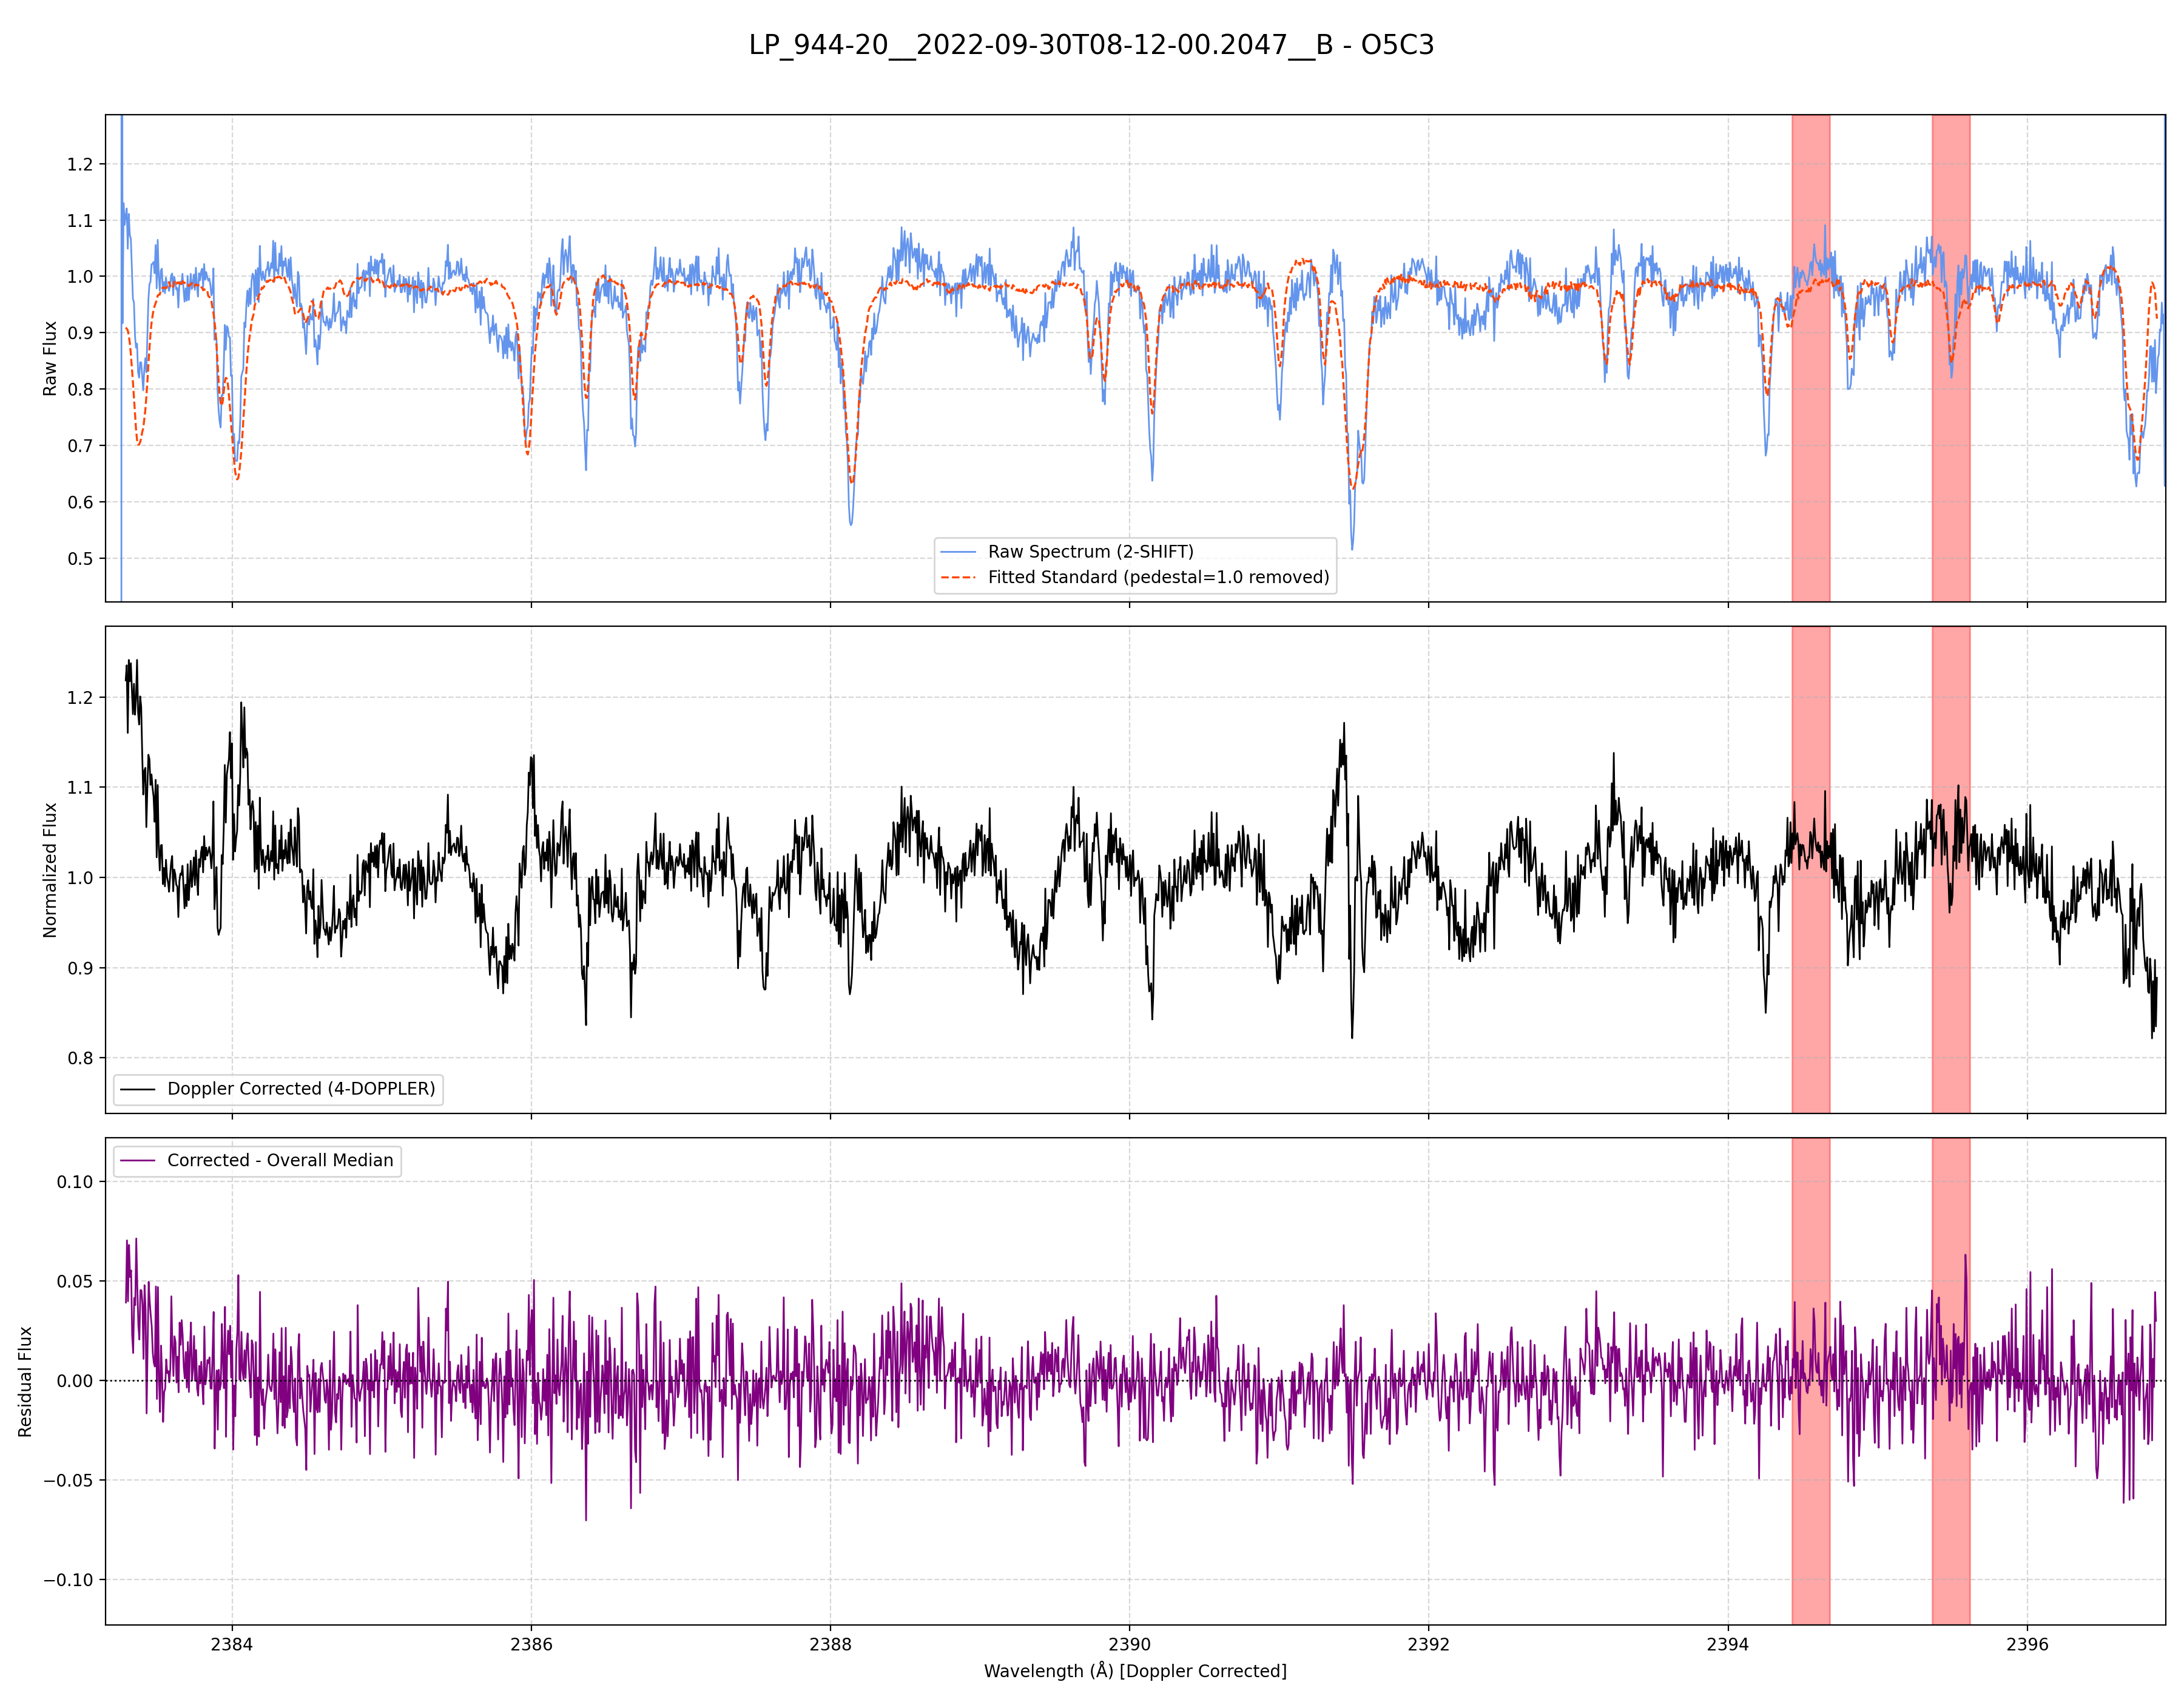 LP_944-20__2022-09-30T08-12-00.2047__B - O5C3
1.2
1.1
1.0
0.9
0.8
0.7
0.6
0.5
Raw Flux
Raw Spectrum (2-SHIFT)
Fitted Standard (pedestal=1.0 removed)
1.2
1.1
1.0
0.9
0.8
Normalized Flux
Doppler Corrected (4-DOPPLER)
Corrected - Overall Median
0.10
0.05
0.00
−0.05
−0.10
Residual Flux
2384 2386 2388 2390 2392 2394 2396
Wavelength (Å) [Doppler Corrected]